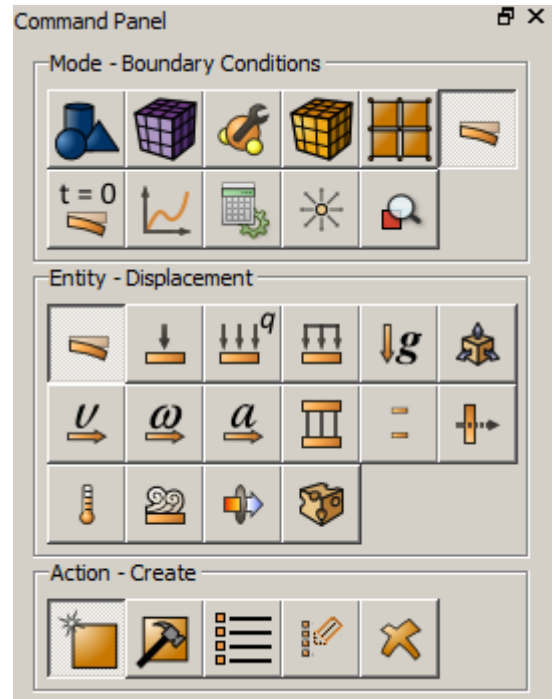 Command Panel
Mode - Boundary Conditions
t = 0
Entity - Displacement
q
g
υ
ω
a
Action - Create